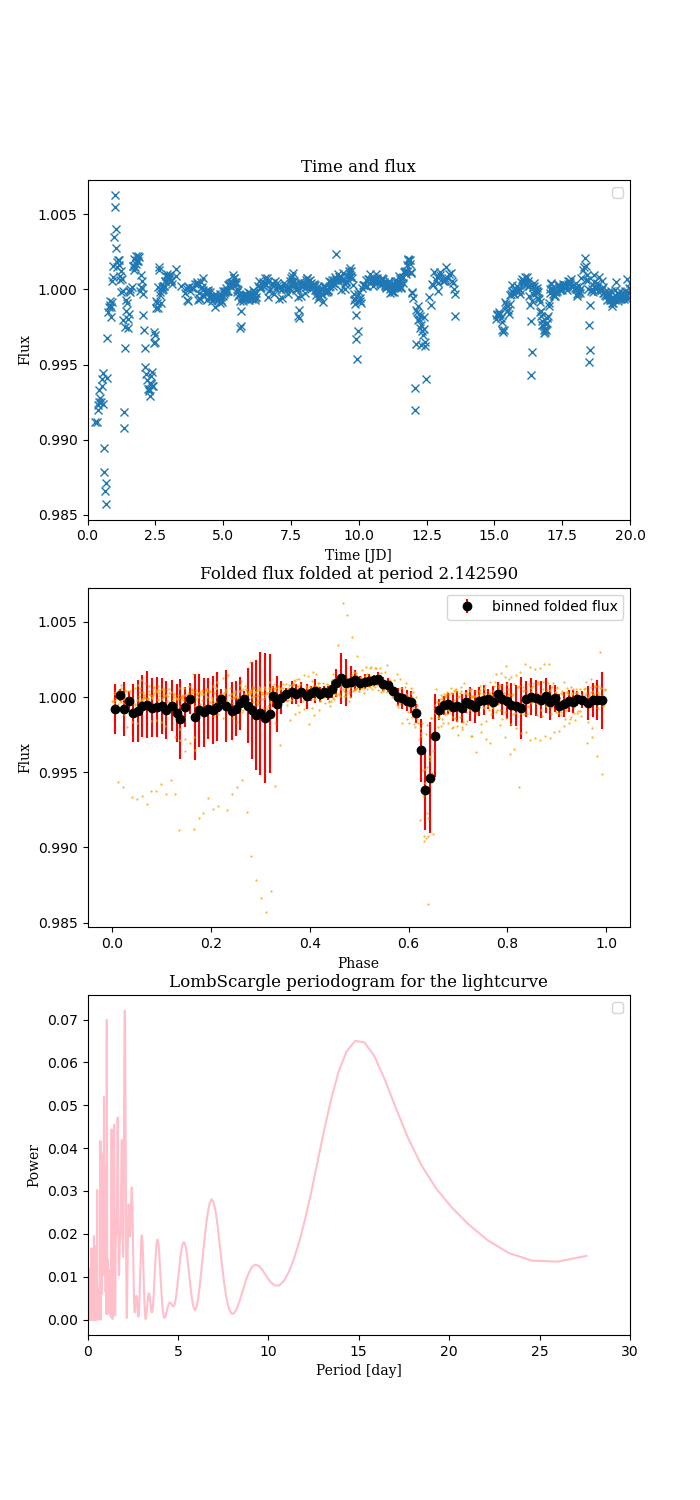 Time and flux
1.005
1.000
0.995
0.990
0.985
Flux
0.0 2.5 5.0 7.5 10.0 12.5 15.0 17.5 20.0
Time [JD]
Folded flux folded at period 2.142590
binned folded flux
1.005
1.000
0.995
0.990
0.985
Flux
0.0 0.2 0.4 0.6 0.8 1.0
Phase
LombScargle periodogram for the lightcurve
0.07
0.06
0.05
0.04
0.03
0.02
0.01
0.00
Power
0 5 10 15 20 25 30
Period [day]